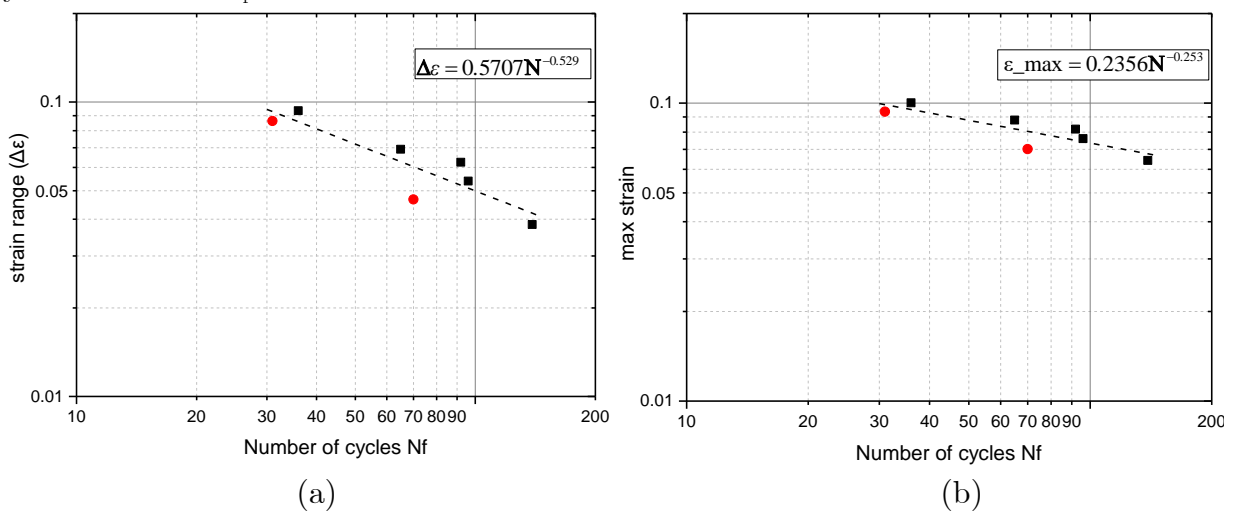 Δε = 0.5707N^−0.529
0.1
0.05
0.01
strain range (Δε)
10 20 30 40 50 60 70 80 90 200
Number of cycles Nf
(a)
ε_max = 0.2356N^−0.253
0.1
0.05
0.01
max strain
10 20 30 40 50 60 70 80 90 200
Number of cycles Nf
(b)